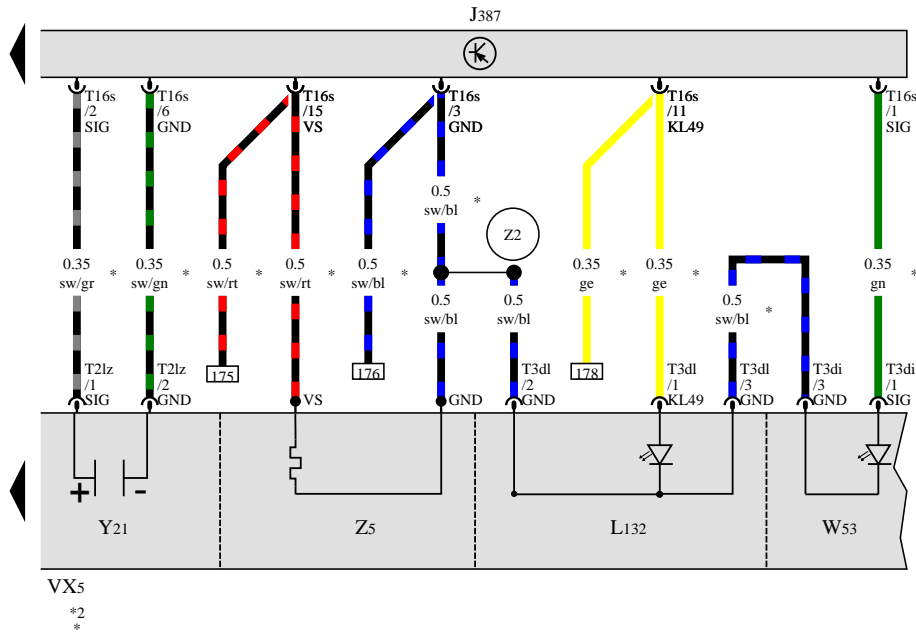 J387
T16s T16s T16s T16s T16s T16s
/2 /6 /15 /3 /11 /1
SIG GND VS GND KL49 SIG
0.5
sw/bl *
Z2
0.35 * 0.35 * 0.5 * 0.5 * 0.5 * 0.35 * 0.35 * 0.35 *
sw/gr sw/gn sw/rt sw/rt sw/bl ge ge gn
0.5 0.5 0.5 *
sw/bl sw/bl sw/bl
175 176 178
T2lz T2lz T3dl T3dl T3dl T3di T3di
/1 /2 /2 /1 /3 /3 /1
SIG GND VS GND GND KL49 GND GND SIG
+ -
Y21 Z5 L132 W53
VX5
*2
*